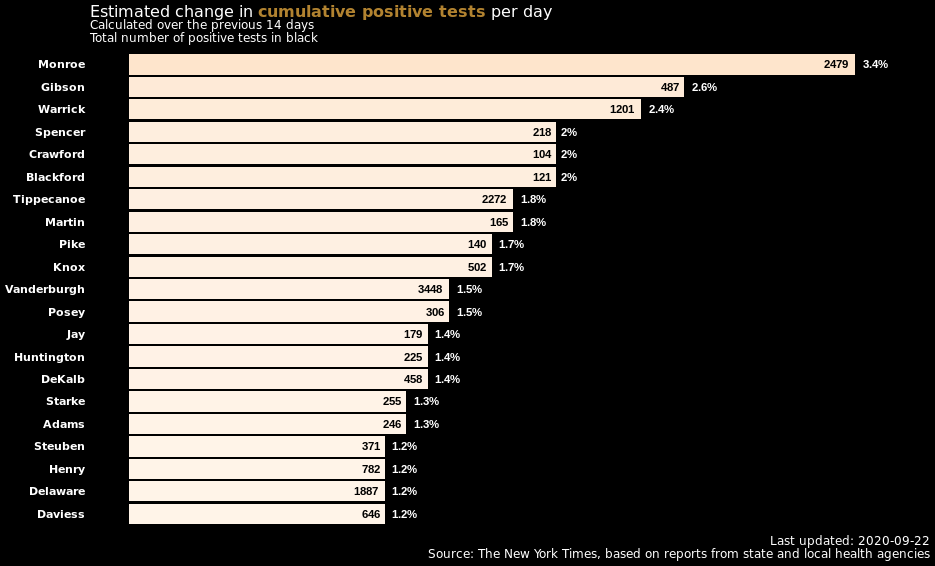 Estimated change in cumulative positive tests per day
Calculated over the previous 14 days
Total number of positive tests in black
Monroe 2479 3.4%
Gibson 487 2.6%
Warrick 1201 2.4%
Spencer 218 2%
Crawford 104 2%
Blackford 121 2%
Tippecanoe 2272 1.8%
Martin 165 1.8%
Pike 140 1.7%
Knox 502 1.7%
Vanderburgh 3448 1.5%
Posey 306 1.5%
Jay 179 1.4%
Huntington 225 1.4%
DeKalb 458 1.4%
Starke 255 1.3%
Adams 246 1.3%
Steuben 371 1.2%
Henry 782 1.2%
Delaware 1887 1.2%
Daviess 646 1.2%
Last updated: 2020-09-22
Source: The New York Times, based on reports from state and local health agencies